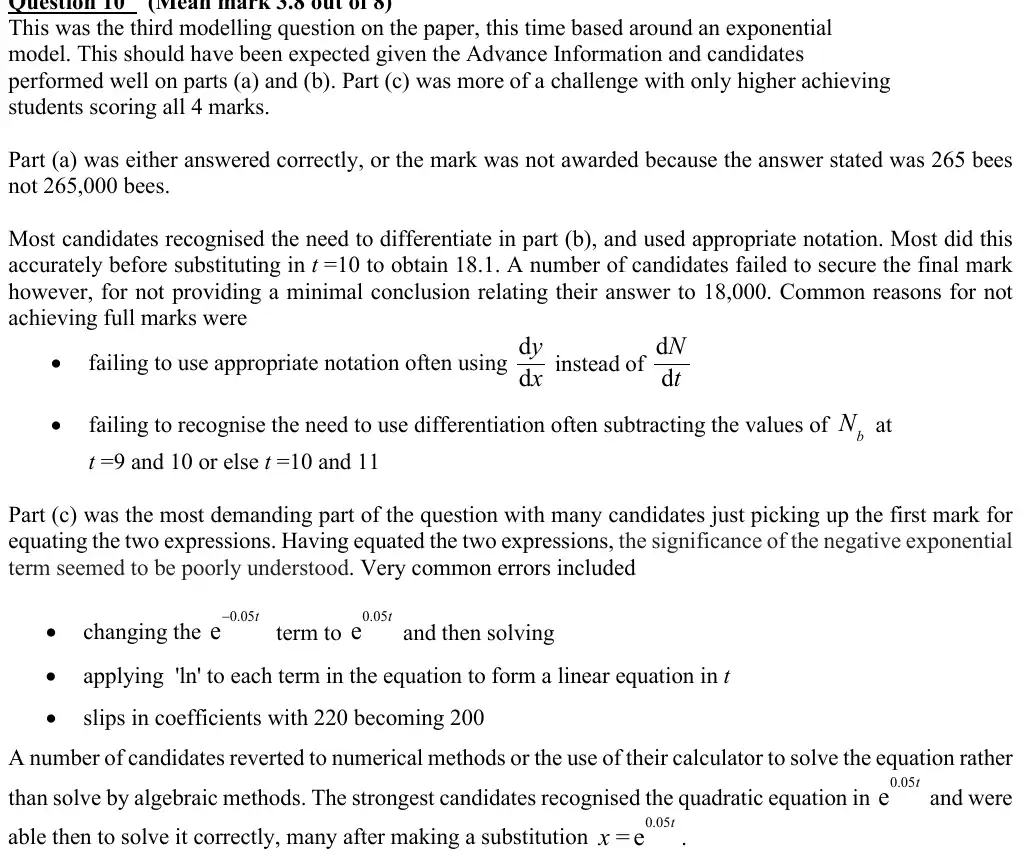 Question 10 (Mean mark 3.8 out of 8)
This was the third modelling question on the paper, this time based around an exponential
model. This should have been expected given the Advance Information and candidates
performed well on parts (a) and (b). Part (c) was more of a challenge with only higher achieving
students scoring all 4 marks.
Part (a) was either answered correctly, or the mark was not awarded because the answer stated was 265 bees
not 265,000 bees.
Most candidates recognised the need to differentiate in part (b), and used appropriate notation. Most did this
accurately before substituting in t =10 to obtain 18.1. A number of candidates failed to secure the final mark
however, for not providing a minimal conclusion relating their answer to 18,000. Common reasons for not
achieving full marks were
• failing to use appropriate notation often using dy/dx instead of dN/dt
• failing to recognise the need to use differentiation often subtracting the values of N_b at
t =9 and 10 or else t =10 and 11
Part (c) was the most demanding part of the question with many candidates just picking up the first mark for
equating the two expressions. Having equated the two expressions, the significance of the negative exponential
term seemed to be poorly understood. Very common errors included
• changing the e^−0.05t term to e^0.05t and then solving
• applying 'ln' to each term in the equation to form a linear equation in t
• slips in coefficients with 220 becoming 200
A number of candidates reverted to numerical methods or the use of their calculator to solve the equation rather
than solve by algebraic methods. The strongest candidates recognised the quadratic equation in e^0.05t and were
able then to solve it correctly, many after making a substitution x = e^0.05t.